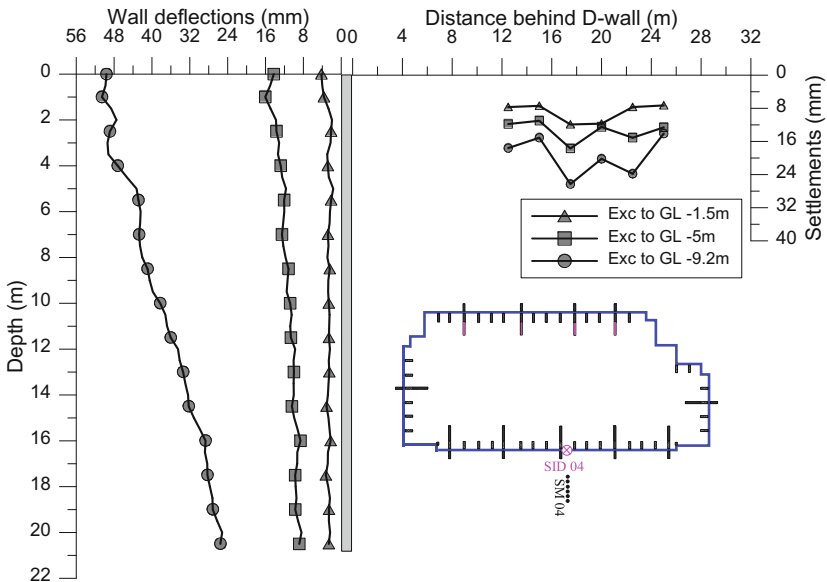 Wall deflections (mm)
Distance behind D-wall (m)
56 48 40 32 24 16 8 0 0 4 8 12 16 20 24 28 32
0
2
4
6
8
10
12
14
16
18
20
22
Depth (m)
0
8
16
24
32
40
Settlements (mm)
Exc to GL -1.5m
Exc to GL -5m
Exc to GL -9.2m
SID 04
SM 04